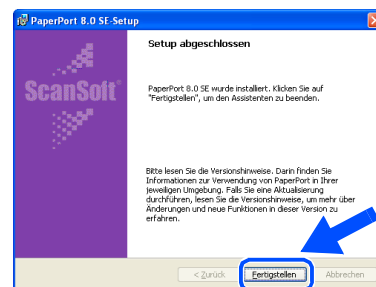 PaperPort 8.0 SE-Setup
Setup abgeschlossen
ScanSoft®
PaperPort 8.0 SE wurde installiert. Klicken Sie auf
"Fertigstellen", um den Assistenten zu beenden.
Bitte lesen Sie die Versionshinweise. Darin finden Sie
Informationen zur Verwendung von PaperPort in Ihrer
jeweiligen Umgebung. Falls Sie eine Aktualisierung
durchführen, lesen Sie die Versionshinweise, um mehr über
Änderungen und neue Funktionen in dieser Version zu
erfahren.
< Zurück
Fertigstellen
Abbrechen